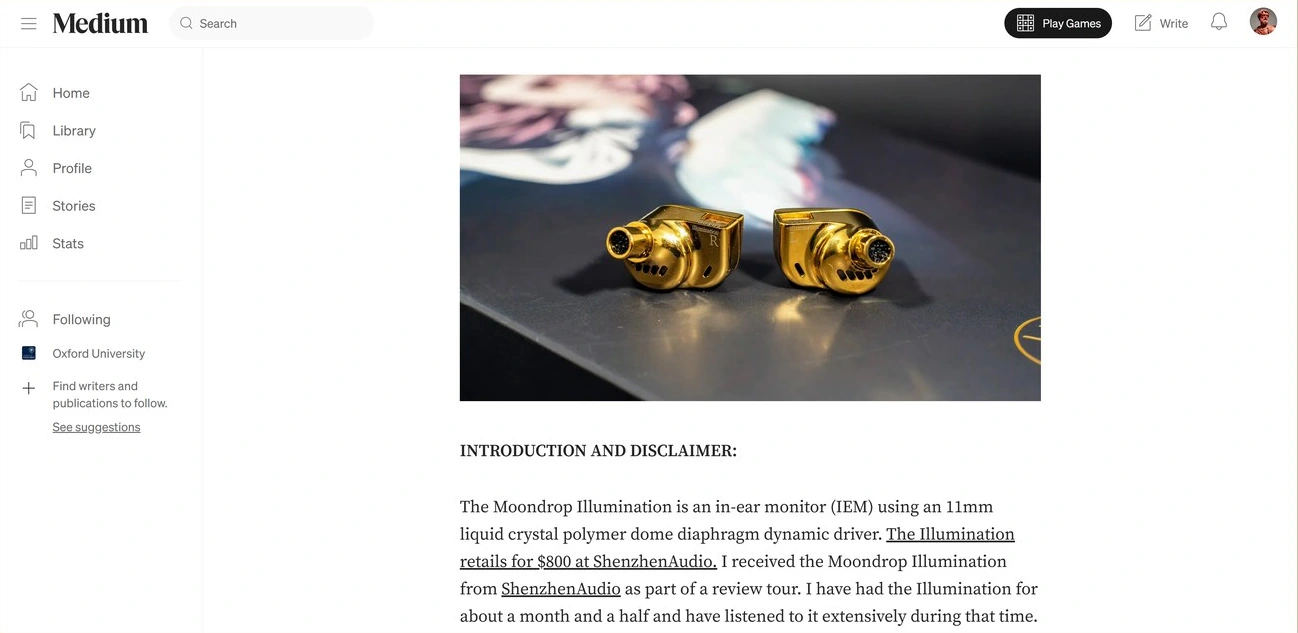 Medium
Search
Play Games
Write
Home
Library
Profile
Stories
Stats
Following
Oxford University
Find writers and
publications to follow.
See suggestions
R
INTRODUCTION AND DISCLAIMER:
The Moondrop Illumination is an in-ear monitor (IEM) using an 11mm
liquid crystal polymer dome diaphragm dynamic driver. The Illumination
retails for $800 at ShenzhenAudio. I received the Moondrop Illumination
from ShenzhenAudio as part of a review tour. I have had the Illumination for
about a month and a half and have listened to it extensively during that time.